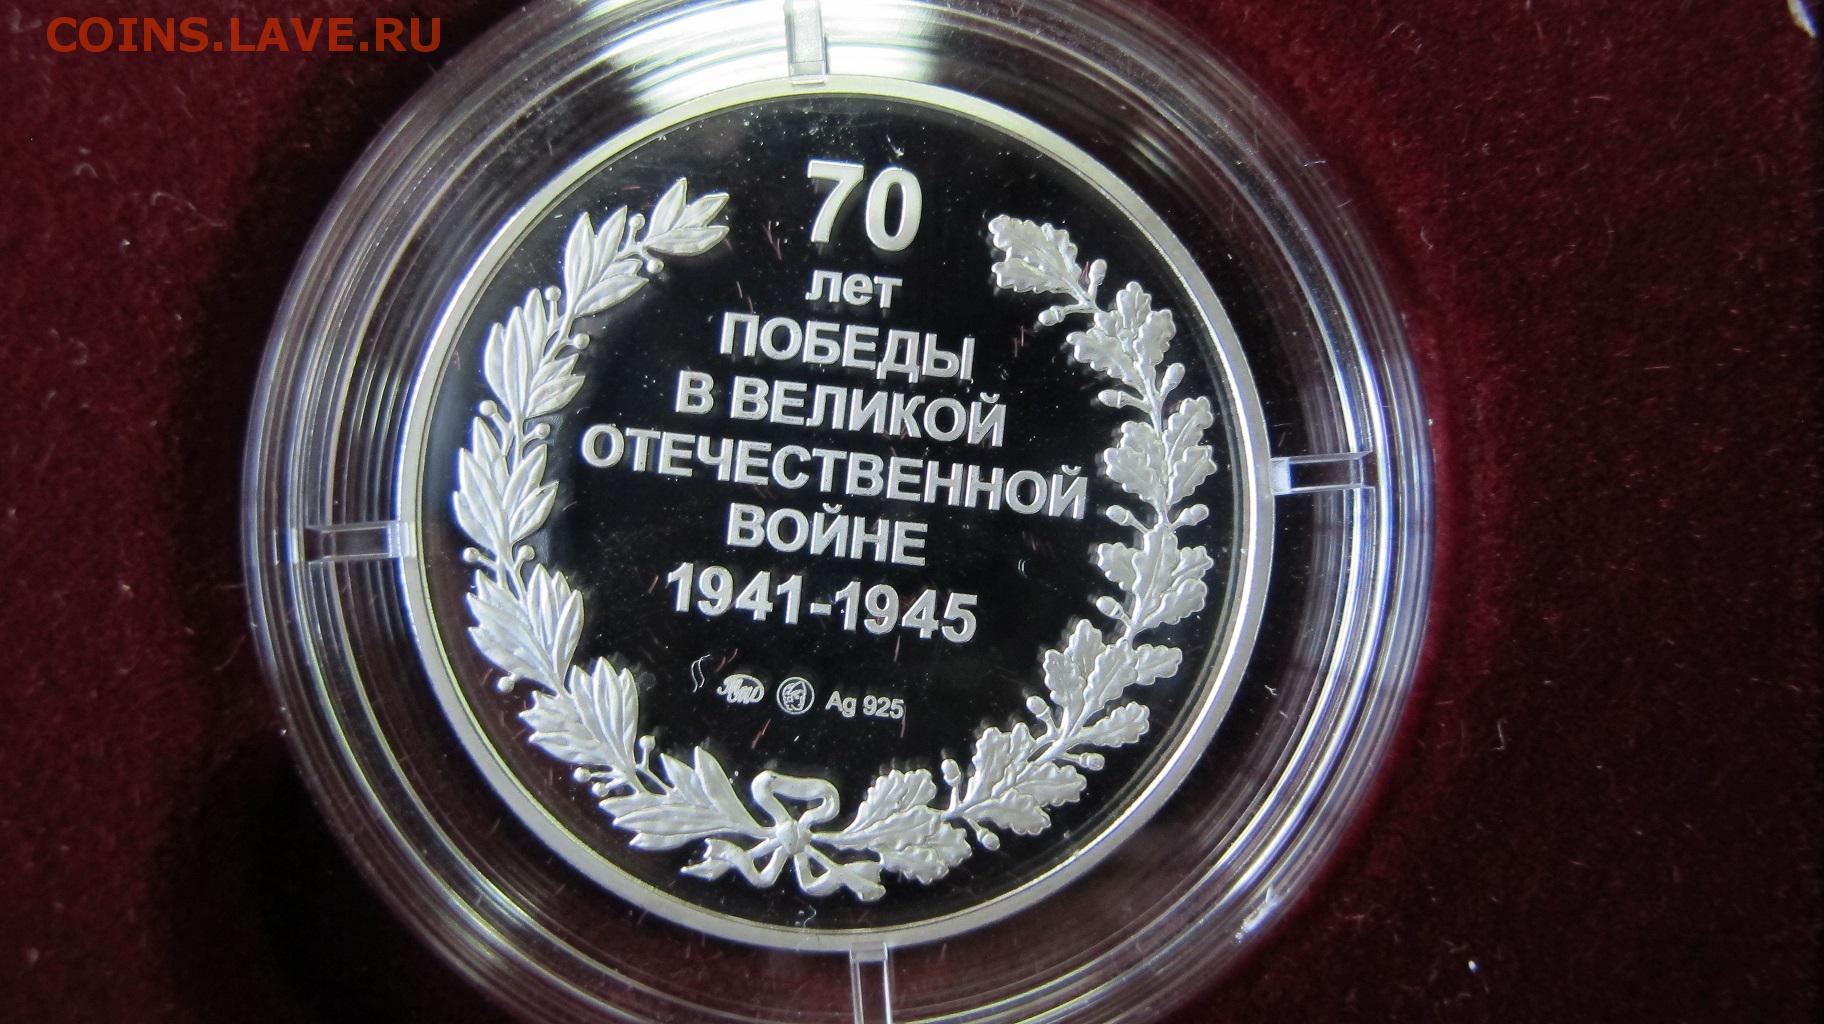 COINS.LAVE.RU
70
лет
ПОБЕДЫ
В ВЕЛИКОЙ
ОТЕЧЕСТВЕННОЙ
ВОЙНЕ
1941-1945
Ag 925